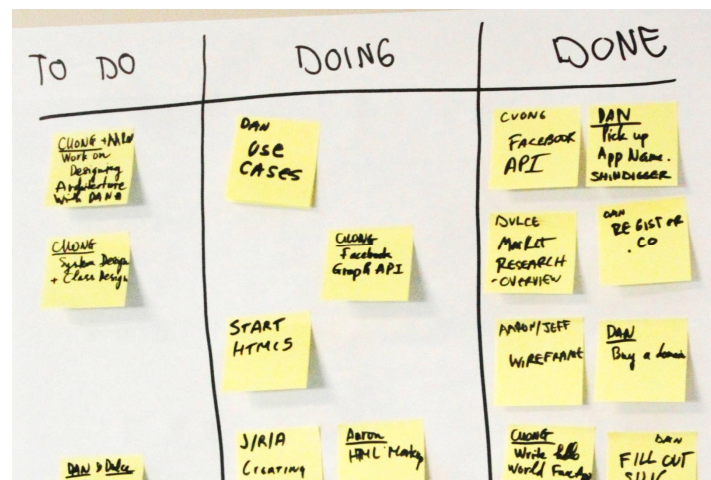 TO DO
DOING
DONE
CUONG + AARON
Work on
Designing
Architecture
With DAN
CUONG
System Design
+ Class Design
DAN & Dulce
DAN
USE
CASES
CUONG
Facebook
Graph API
START
HTML5
J/R/A
Creating
Aaron
HTML Markup
CUONG
FACEBOOK
API
DAN
Pick up
App Name.
SHINDIGGER
DULCE
Market
RESEARCH
- OVERVIEW
DAN
REGISTER
.CO
AARON/JEFF
WIREFRAME
DAN
Buy a domain
CUONG
Write hello
World
DAN
FILL OUT